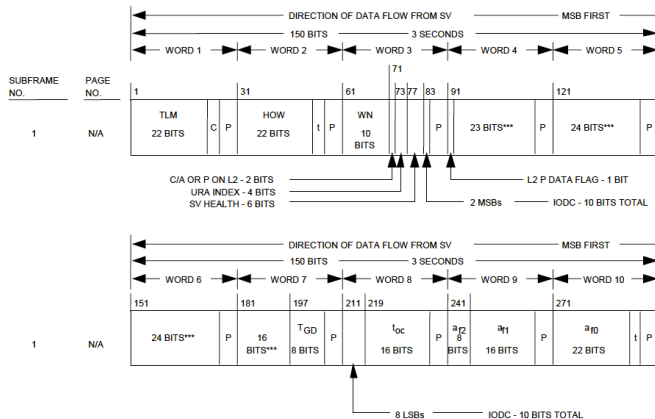 DIRECTION OF DATA FLOW FROM SV MSB FIRST
150 BITS 3 SECONDS
WORD 1 WORD 2 WORD 3 WORD 4 WORD 5
SUBFRAME NO. PAGE NO.
71
1 31 61 73 77 83 91 121
1 N/A TLM 22 BITS C P HOW 22 BITS t P WN 10 BITS P 23 BITS*** P 24 BITS*** P
C/A OR P ON L2 - 2 BITS L2 P DATA FLAG - 1 BIT
URA INDEX - 4 BITS
SV HEALTH - 6 BITS 2 MSBs IODC - 10 BITS TOTAL
DIRECTION OF DATA FLOW FROM SV MSB FIRST
150 BITS 3 SECONDS
WORD 6 WORD 7 WORD 8 WORD 9 WORD 10
151 181 197 211 219 241 271
1 N/A 24 BITS*** P 16 BITS*** TGD 8 BITS P toc 16 BITS P af2 8 BITS af1 16 BITS P af0 22 BITS t P
8 LSBs IODC - 10 BITS TOTAL